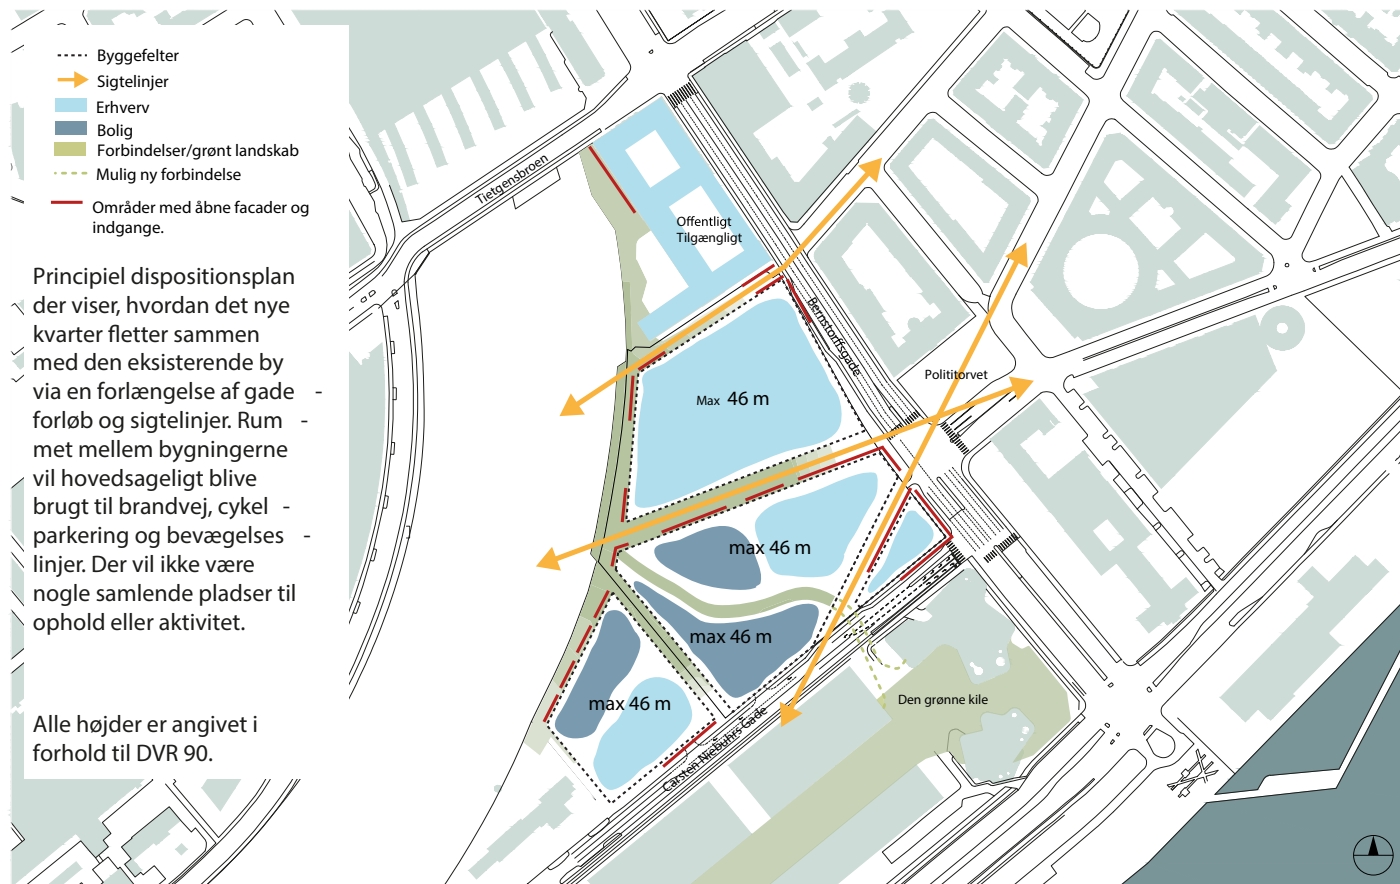 Byggefelter
Sigtelinjer
Erhverv
Bolig
Forbindelser/grønt landskab
Mulig ny forbindelse
Områder med åbne facader og
indgange.
Principiel dispositionsplan
der viser, hvordan det nye
kvarter fletter sammen
med den eksisterende by
via en forlængelse af gade -
forløb og sigtelinjer. Rum -
met mellem bygningerne
vil hovedsageligt blive
brugt til brandvej, cykel -
parkering og bevægelses -
linjer. Der vil ikke være
nogle samlende pladser til
ophold eller aktivitet.
Alle højder er angivet i
forhold til DVR 90.
Tietgensbroen
Offentligt
Tilgængligt
Bernstorffsgade
Polititorvet
Max 46 m
max 46 m
max 46 m
max 46 m
Den grønne kile
Carsten Niebuhrs Gade